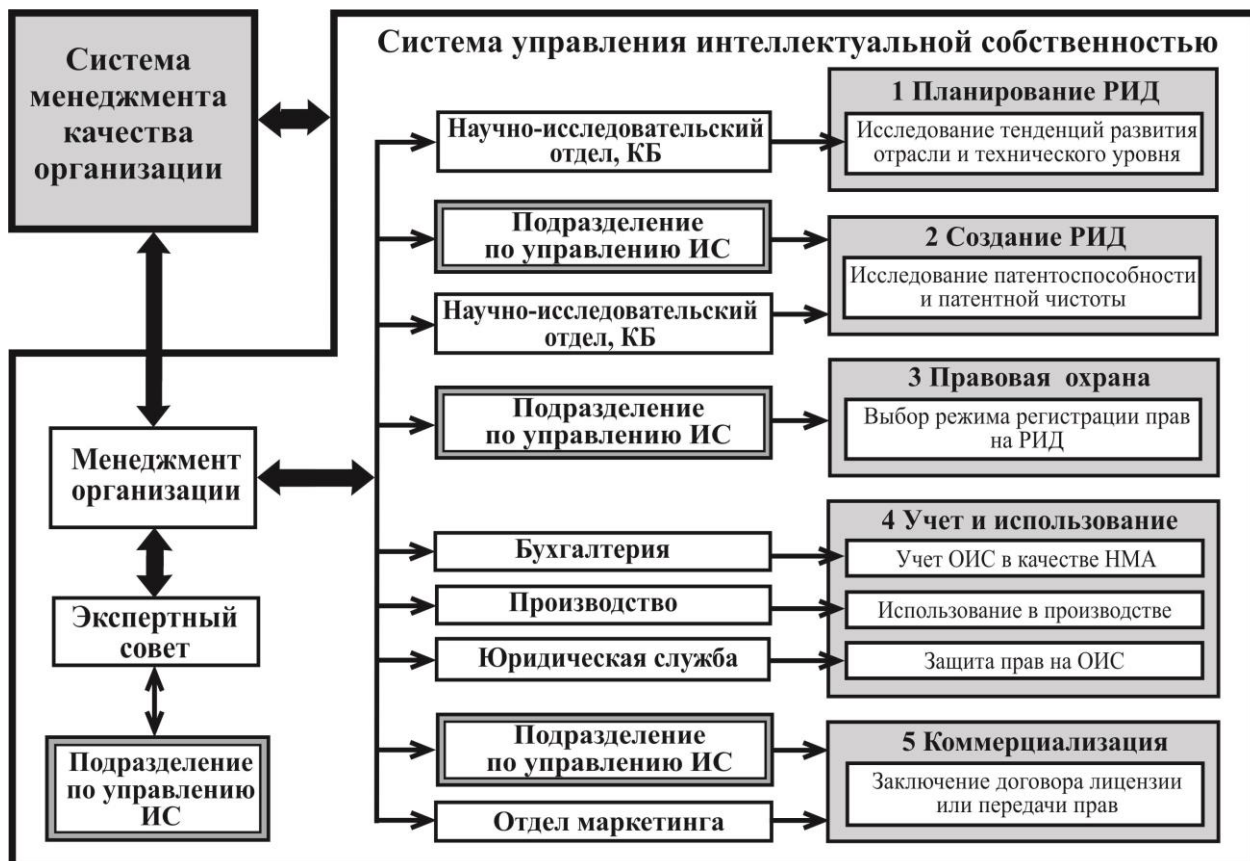 Система
менеджмента
качества
организации
Система управления интеллектуальной собственностью
Научно-исследовательский
отдел, КБ
1 Планирование РИД
Исследование тенденций развития
отрасли и технического уровня
Подразделение
по управлению ИС
Научно-исследовательский
отдел, КБ
2 Создание РИД
Исследование патентоспособности
и патентной чистоты
Подразделение
по управлению ИС
3 Правовая охрана
Выбор режима регистрации прав
на РИД
Менеджмент
организации
Экспертный
совет
Подразделение
по управлению
ИС
Бухгалтерия
Производство
Юридическая служба
4 Учет и использование
Учет ОИС в качестве НМА
Использование в производстве
Защита прав на ОИС
Подразделение
по управлению ИС
Отдел маркетинга
5 Коммерциализация
Заключение договора лицензии
или передачи прав